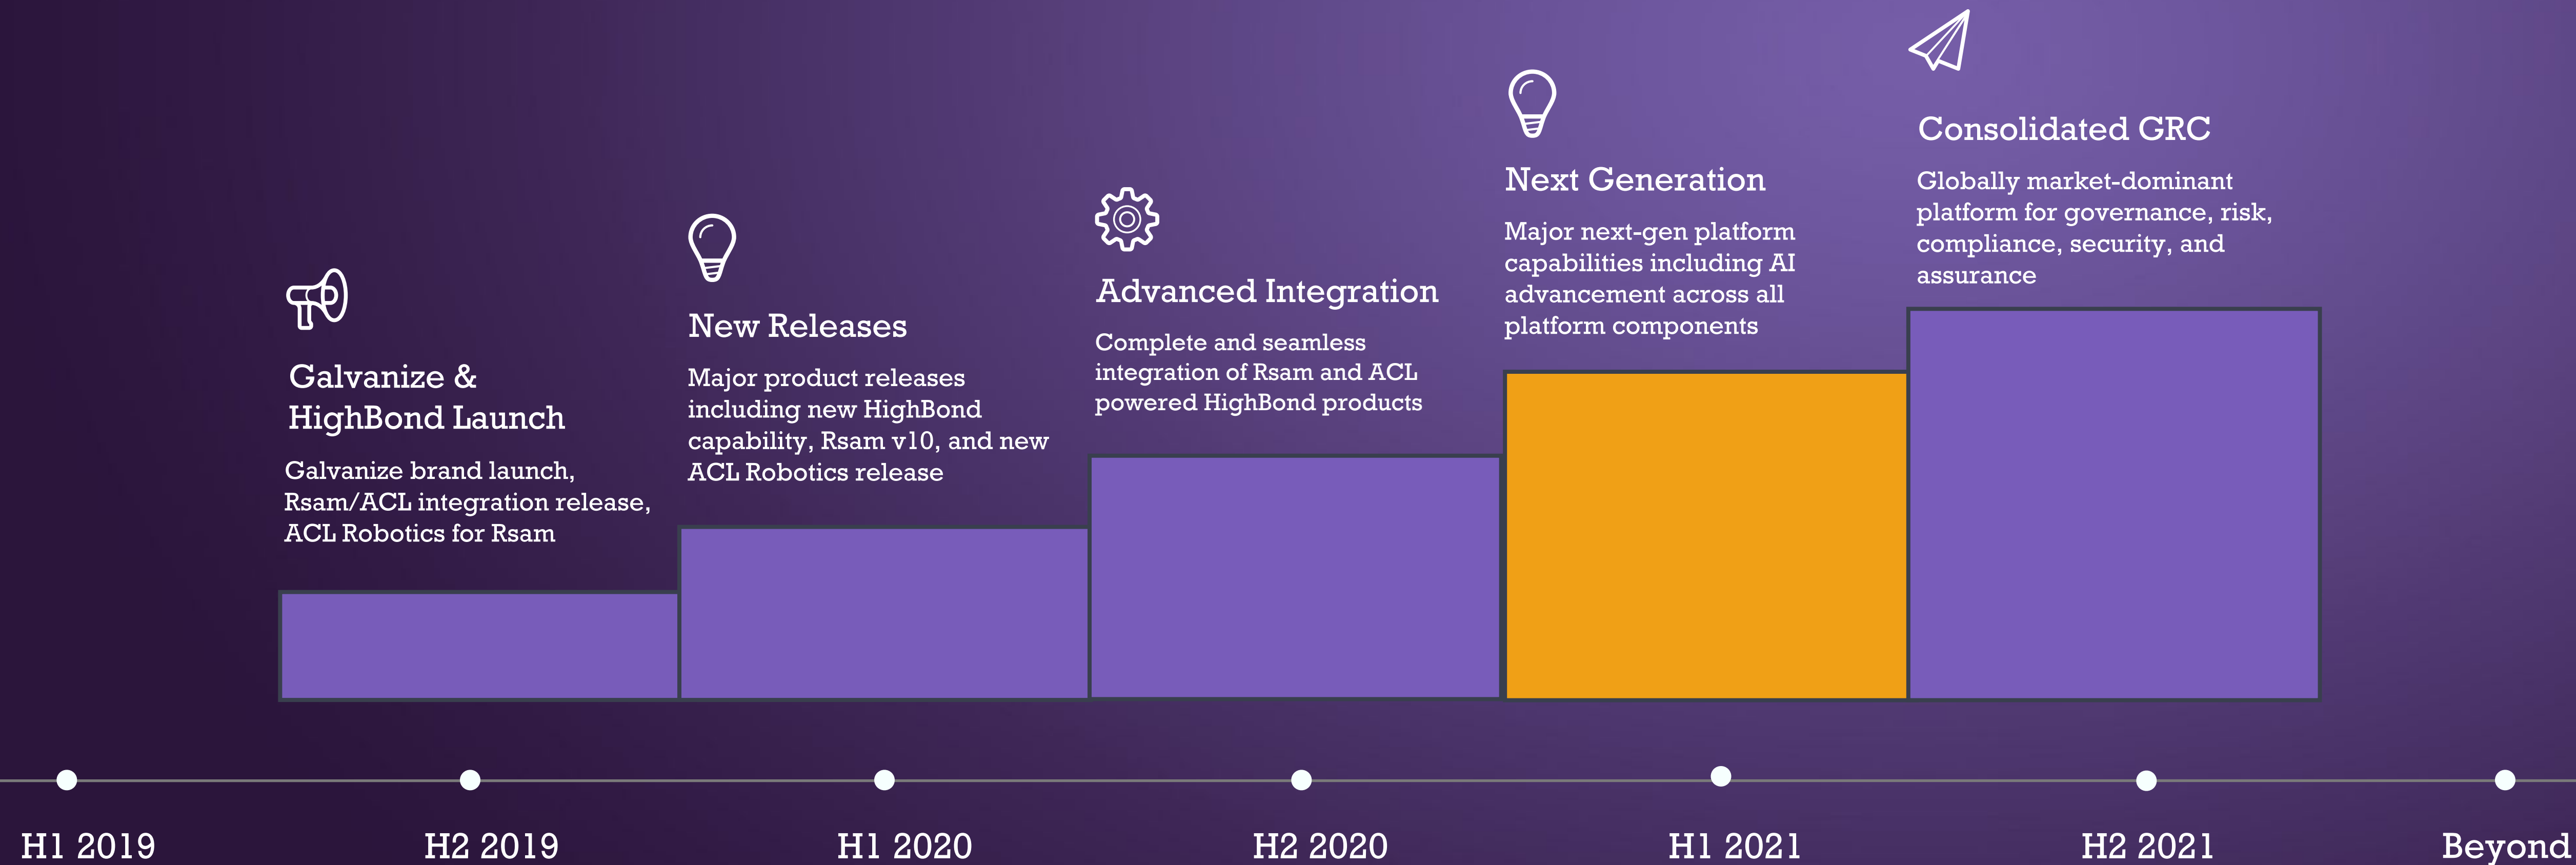 Galvanize &
HighBond Launch
Galvanize brand launch,
Rsam/ACL integration release,
ACL Robotics for Rsam
New Releases
Major product releases
including new HighBond
capability, Rsam v10, and new
ACL Robotics release
Advanced Integration
Complete and seamless
integration of Rsam and ACL
powered HighBond products
Next Generation
Major next-gen platform
capabilities including AI
advancement across all
platform components
Consolidated GRC
Globally market-dominant
platform for governance, risk,
compliance, security, and
assurance
H1 2019
H2 2019
H1 2020
H2 2020
H1 2021
H2 2021
Beyond